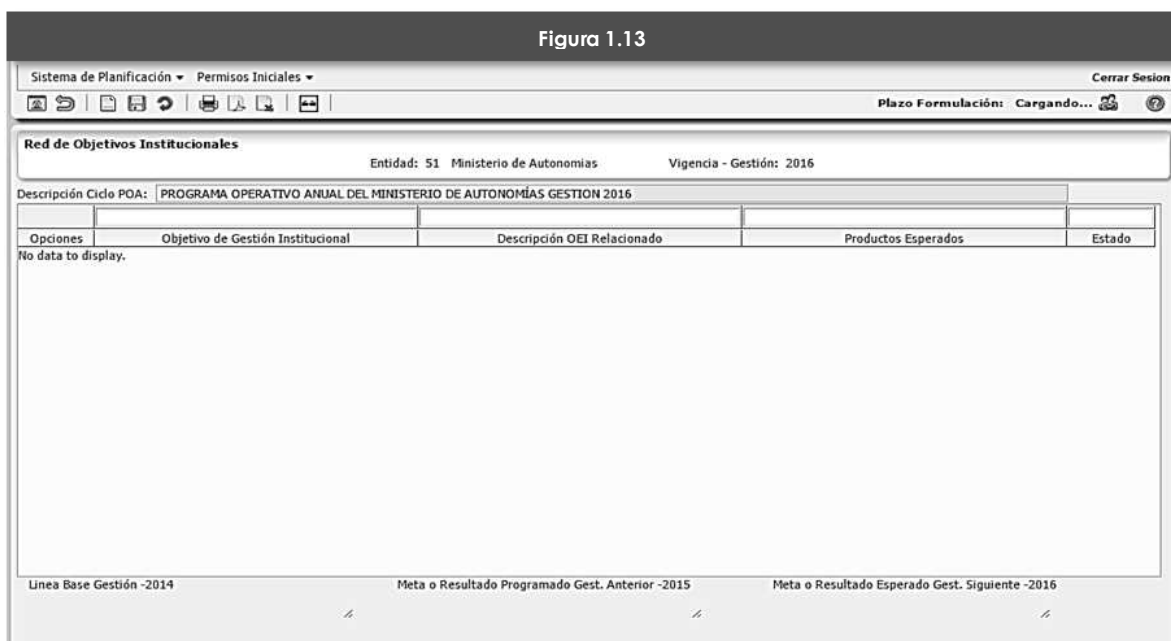 Figura 1.13
Sistema de Planificación Permisos Iniciales Cerrar Sesion
Plazo Formulación: Cargando...
Red de Objetivos Institucionales
Entidad: 51 Ministerio de Autonomias Vigencia - Gestión: 2016
Descripción Ciclo POA: PROGRAMA OPERATIVO ANUAL DEL MINISTERIO DE AUTONOMÍAS GESTION 2016
Opciones Objetivo de Gestión Institucional Descripción OEI Relacionado Productos Esperados Estado
No data to display.
Linea Base Gestión -2014 Meta o Resultado Programado Gest. Anterior -2015 Meta o Resultado Esperado Gest. Siguiente -2016